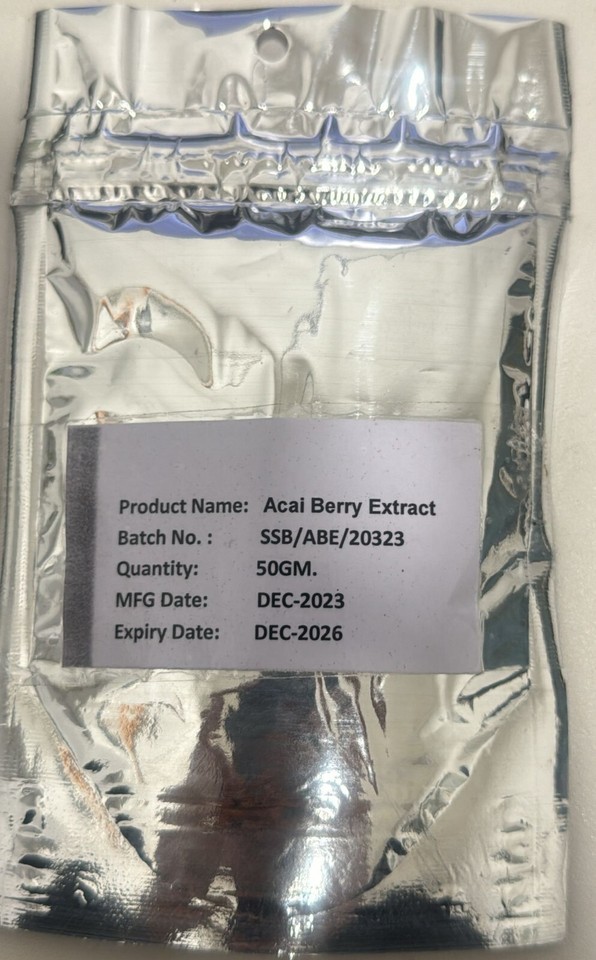 Product Name: Acai Berry Extract
Batch No. : SSB/ABE/20323
Quantity: 50GM.
MFG Date: DEC-2023
Expiry Date: DEC-2026